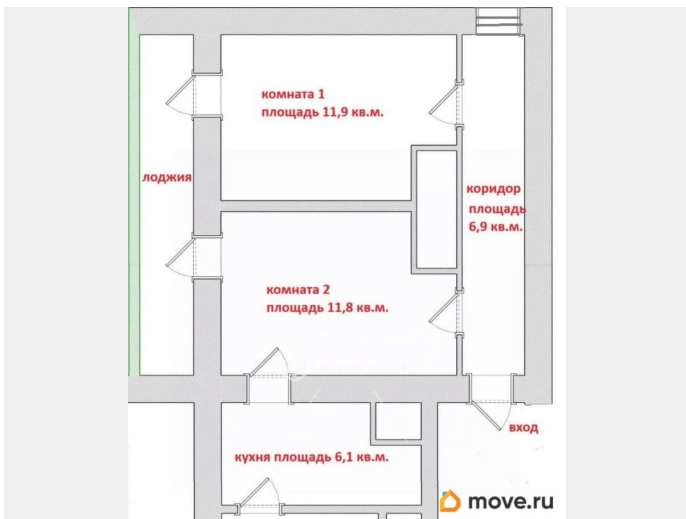 комната 1
площадь 11,9 кв.м.
лоджия
коридор
площадь
6,9 кв.м.
комната 2
площадь 11,8 кв.м.
вход
кухня площадь 6,1 кв.м.
move.ru